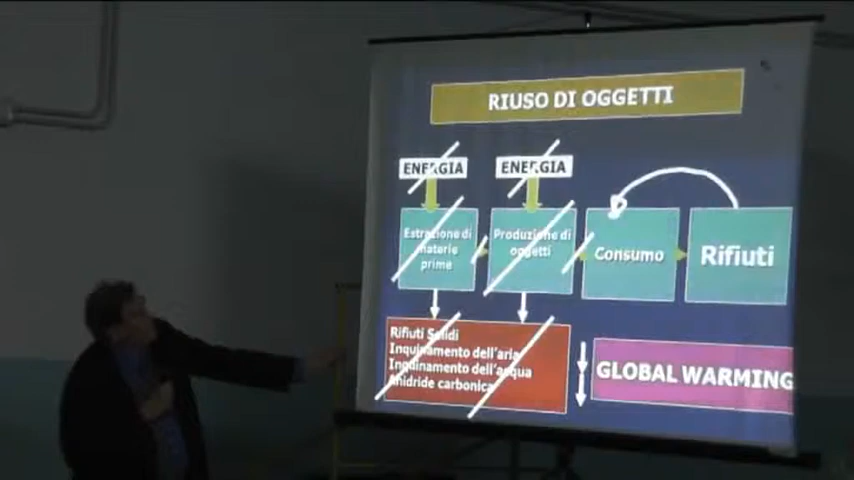 RIUSO DI OGGETTI
ENERGIA
ENERGIA
Estrazione di
materie
prime
Produzione di
oggetti
Consumo
Rifiuti
Rifiuti Solidi
Inquinamento dell'aria
Inquinamento dell'acqua
Anidride carbonica
GLOBAL WARMING